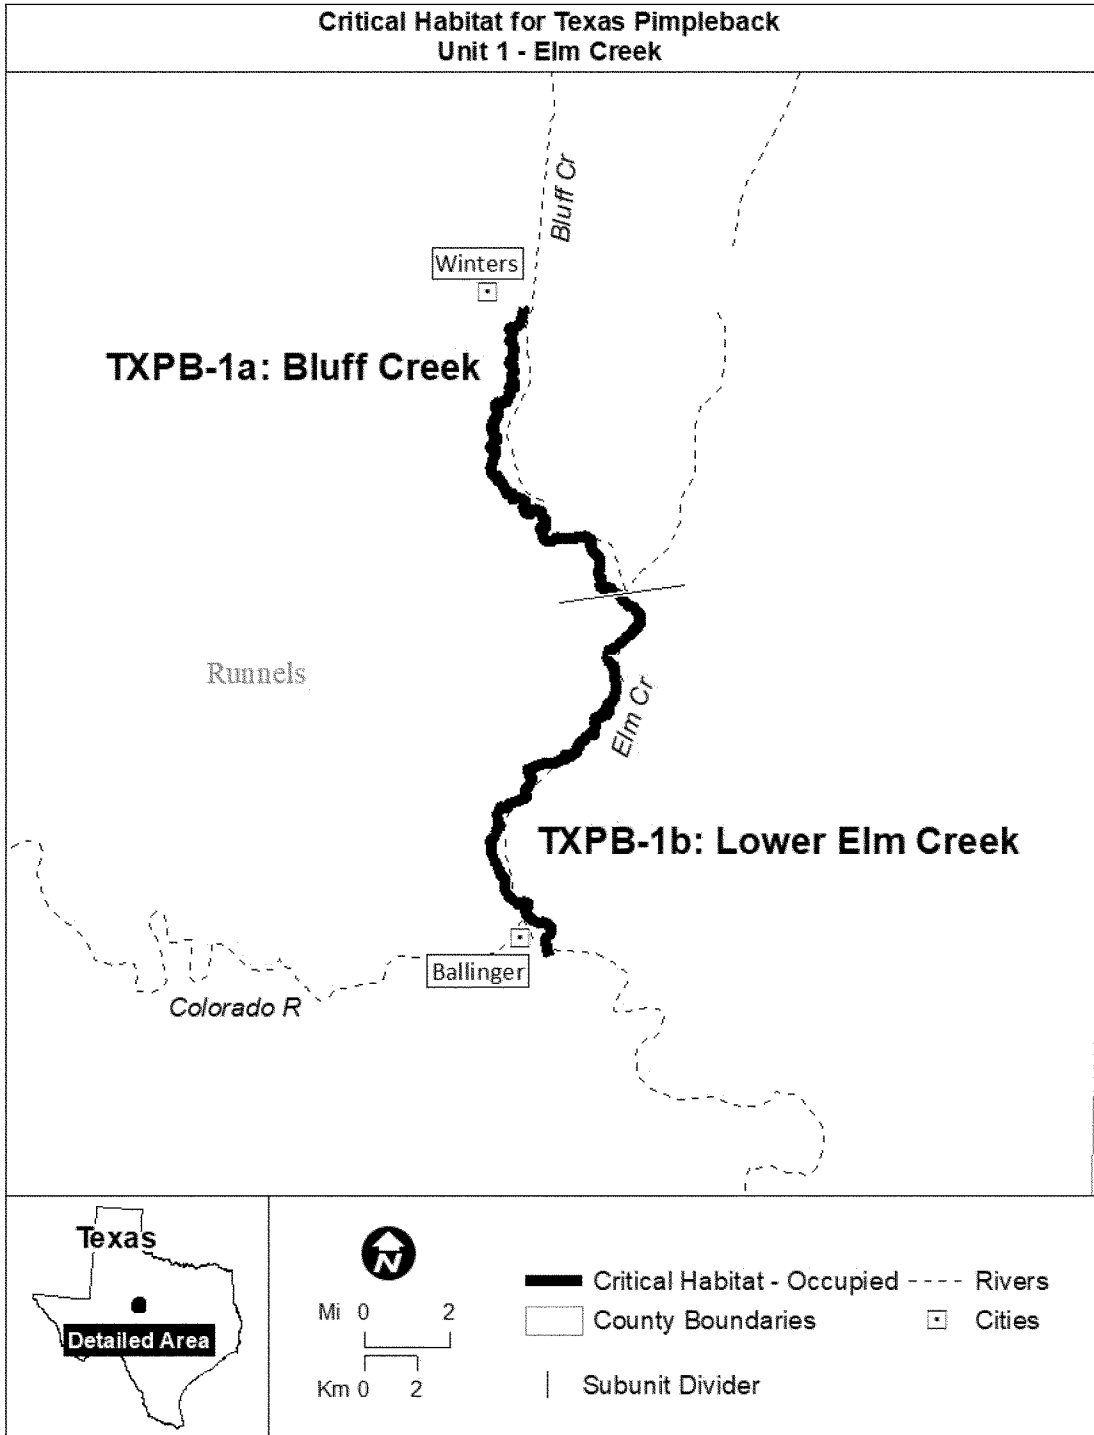 Critical Habitat for Texas Pimpleback
Unit 1 - Elm Creek
Bluff Cr
Winters
TXPB-1a: Bluff Creek
Runnels
Elm Cr
TXPB-1b: Lower Elm Creek
Ballinger
Colorado R
Texas
Detailed Area
N
Mi 0 2
Km 0 2
Critical Habitat - Occupied
Rivers
County Boundaries
Cities
Subunit Divider